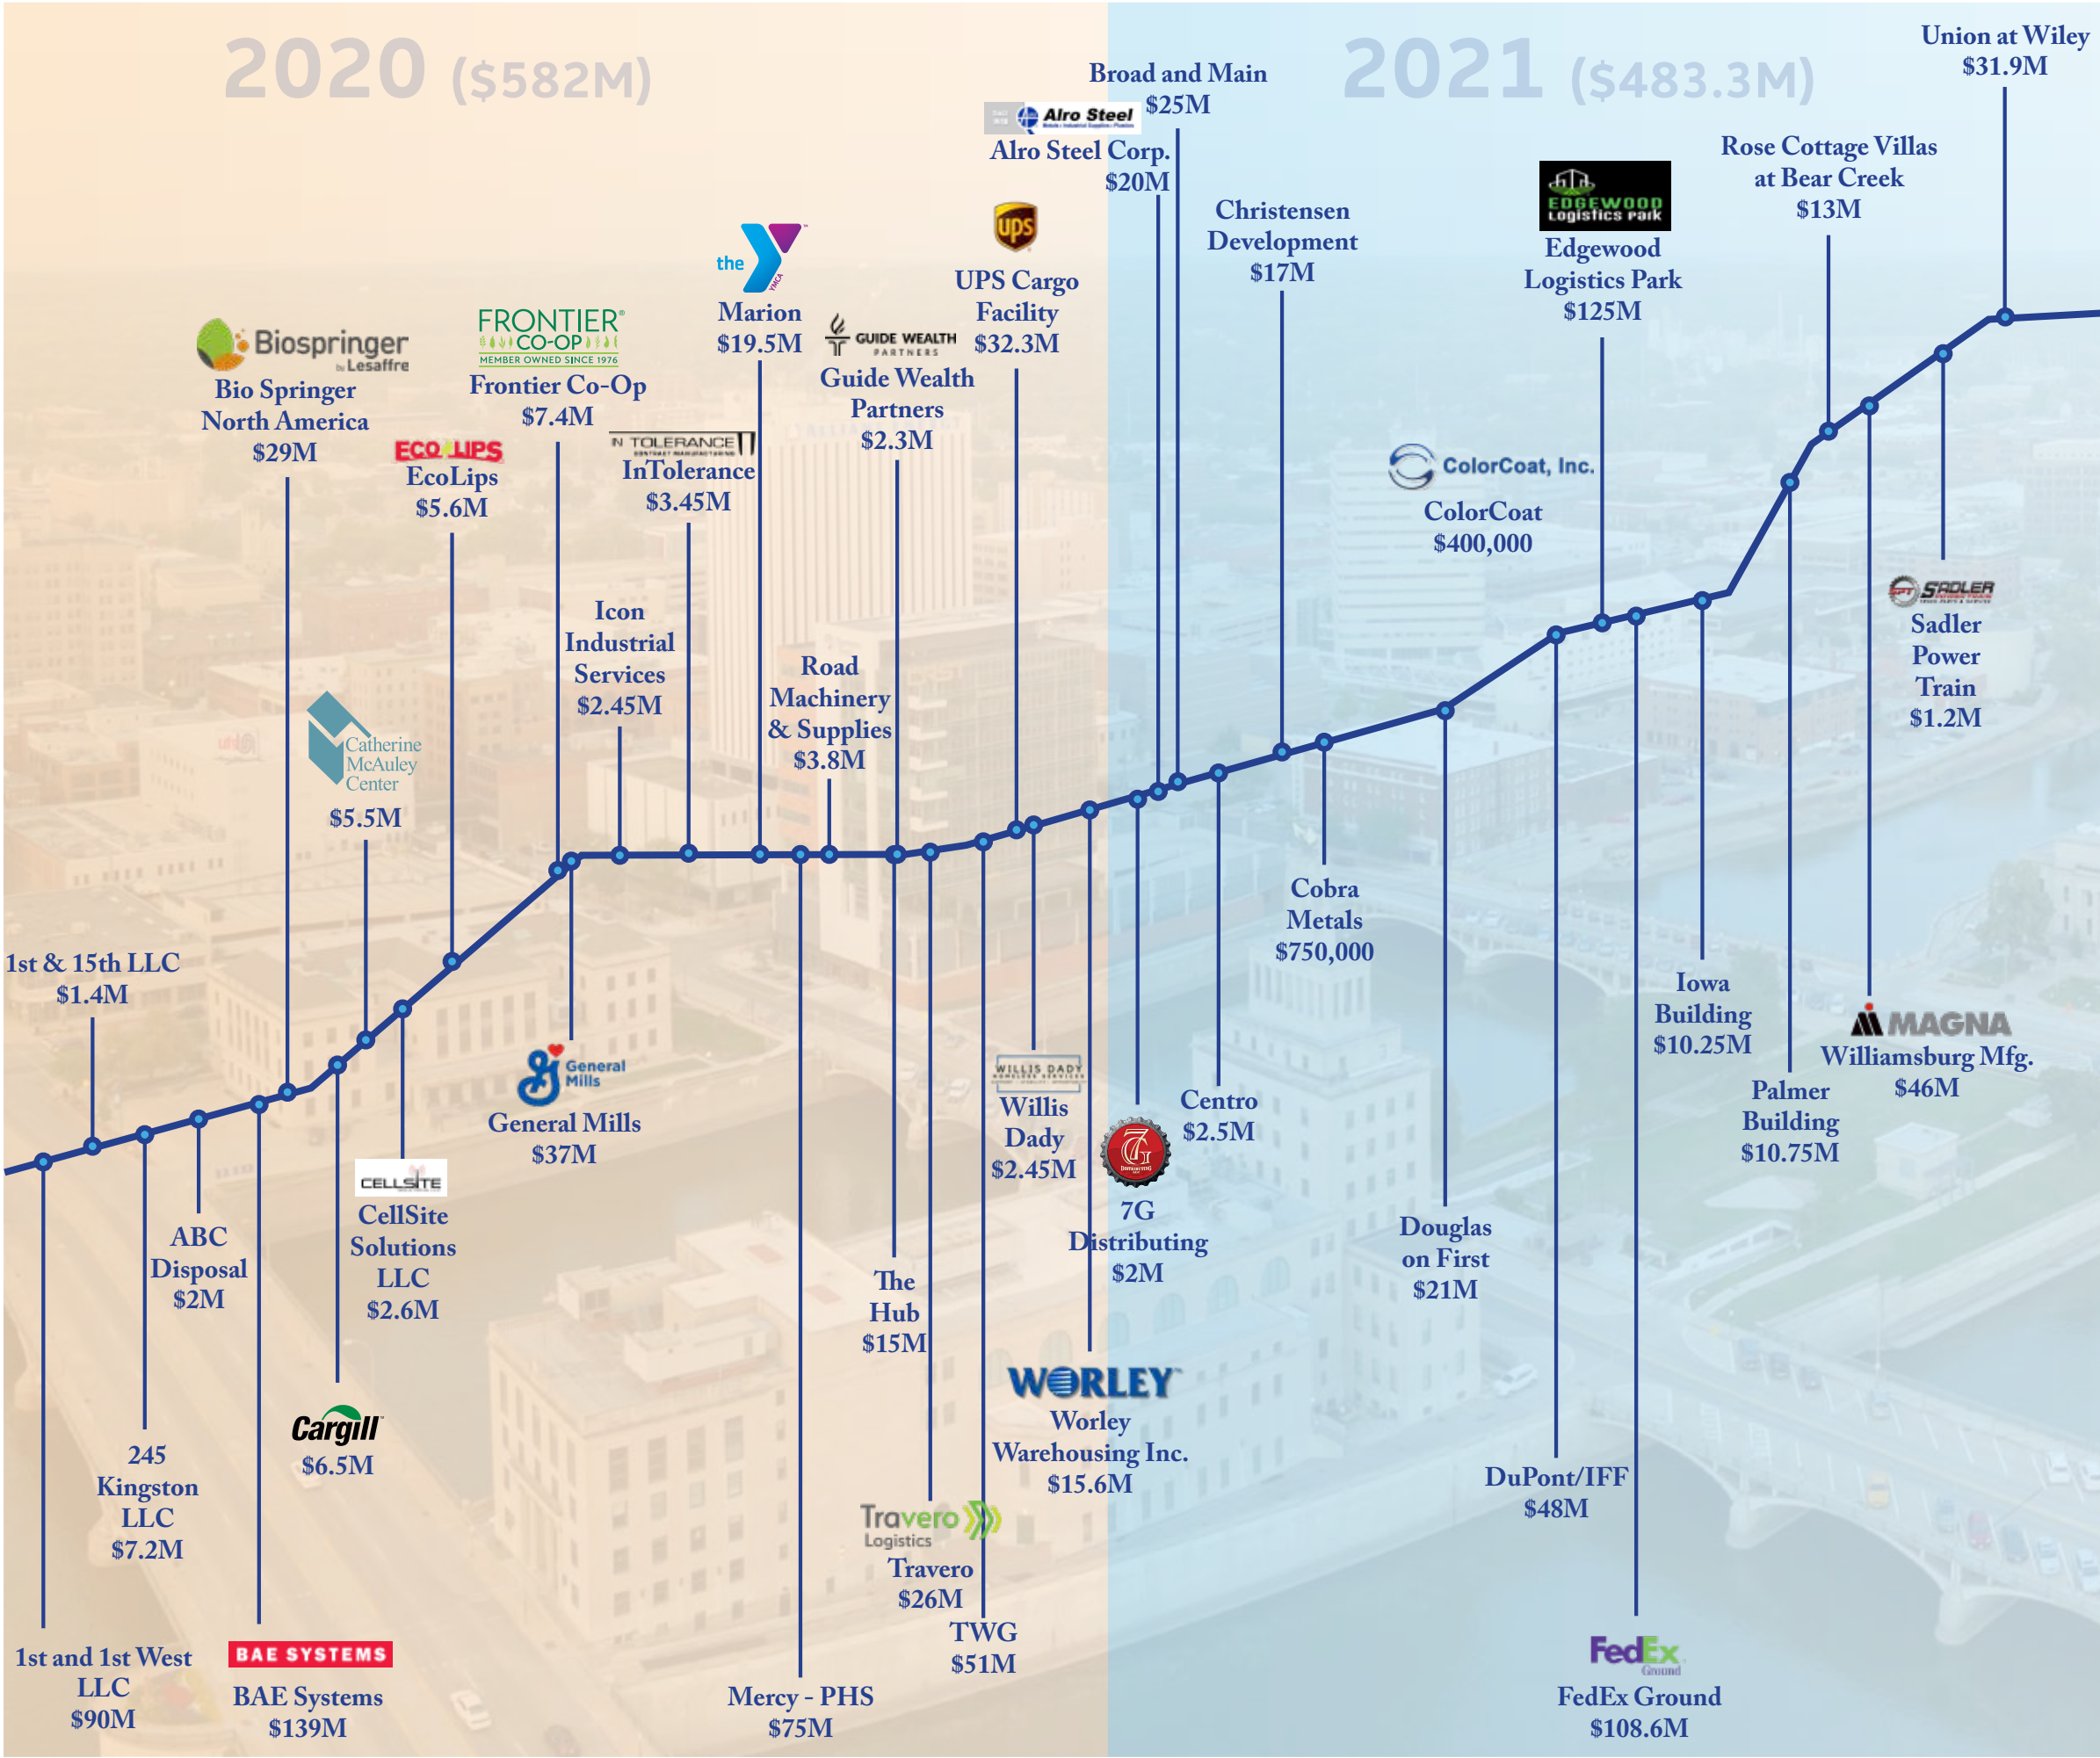 2020 ($582M)
2021 ($483.3M)
1st and 1st West
LLC
$90M
1st & 15th LLC
$1.4M
245
Kingston
LLC
$7.2M
ABC
Disposal
$2M
BAE SYSTEMS
BAE Systems
$139M
Biospringer
by Lesaffre
Bio Springer
North America
$29M
Cargill
$6.5M
Catherine
McAuley
Center
$5.5M
CELLSITE
CellSite
Solutions
LLC
$2.6M
ECO LIPS
EcoLips
$5.6M
FRONTIER®
CO-OP
MEMBER OWNED SINCE 1976
Frontier Co-Op
$7.4M
General
Mills
General Mills
$37M
Icon
Industrial
Services
$2.45M
IN TOLERANCE
CONTRACT MANUFACTURING
InTolerance
$3.45M
the
YMCA
Marion
$19.5M
Mercy - PHS
$75M
Road
Machinery
& Supplies
$3.8M
The
Hub
$15M
GUIDE WEALTH
PARTNERS
Guide Wealth
Partners
$2.3M
Travero
Logistics
Travero
$26M
TWG
$51M
ups
UPS Cargo
Facility
$32.3M
WILLIS DADY
HOMELESS SERVICES
Willis
Dady
$2.45M
WORLEY
Worley
Warehousing Inc.
$15.6M
7G
DISTRIBUTING
7G
Distributing
$2M
Alro Steel
Alro Steel Corp.
$20M
Broad and Main
$25M
Centro
$2.5M
Christensen
Development
$17M
Cobra
Metals
$750,000
ColorCoat, Inc.
ColorCoat
$400,000
Douglas
on First
$21M
DuPont/IFF
$48M
EDGEWOOD
Logistics Park
Edgewood
Logistics Park
$125M
FedEx
Ground
FedEx Ground
$108.6M
Iowa
Building
$10.25M
Palmer
Building
$10.75M
Rose Cottage Villas
at Bear Creek
$13M
MAGNA
Williamsburg Mfg.
$46M
SADLER
Sadler
Power
Train
$1.2M
Union at Wiley
$31.9M